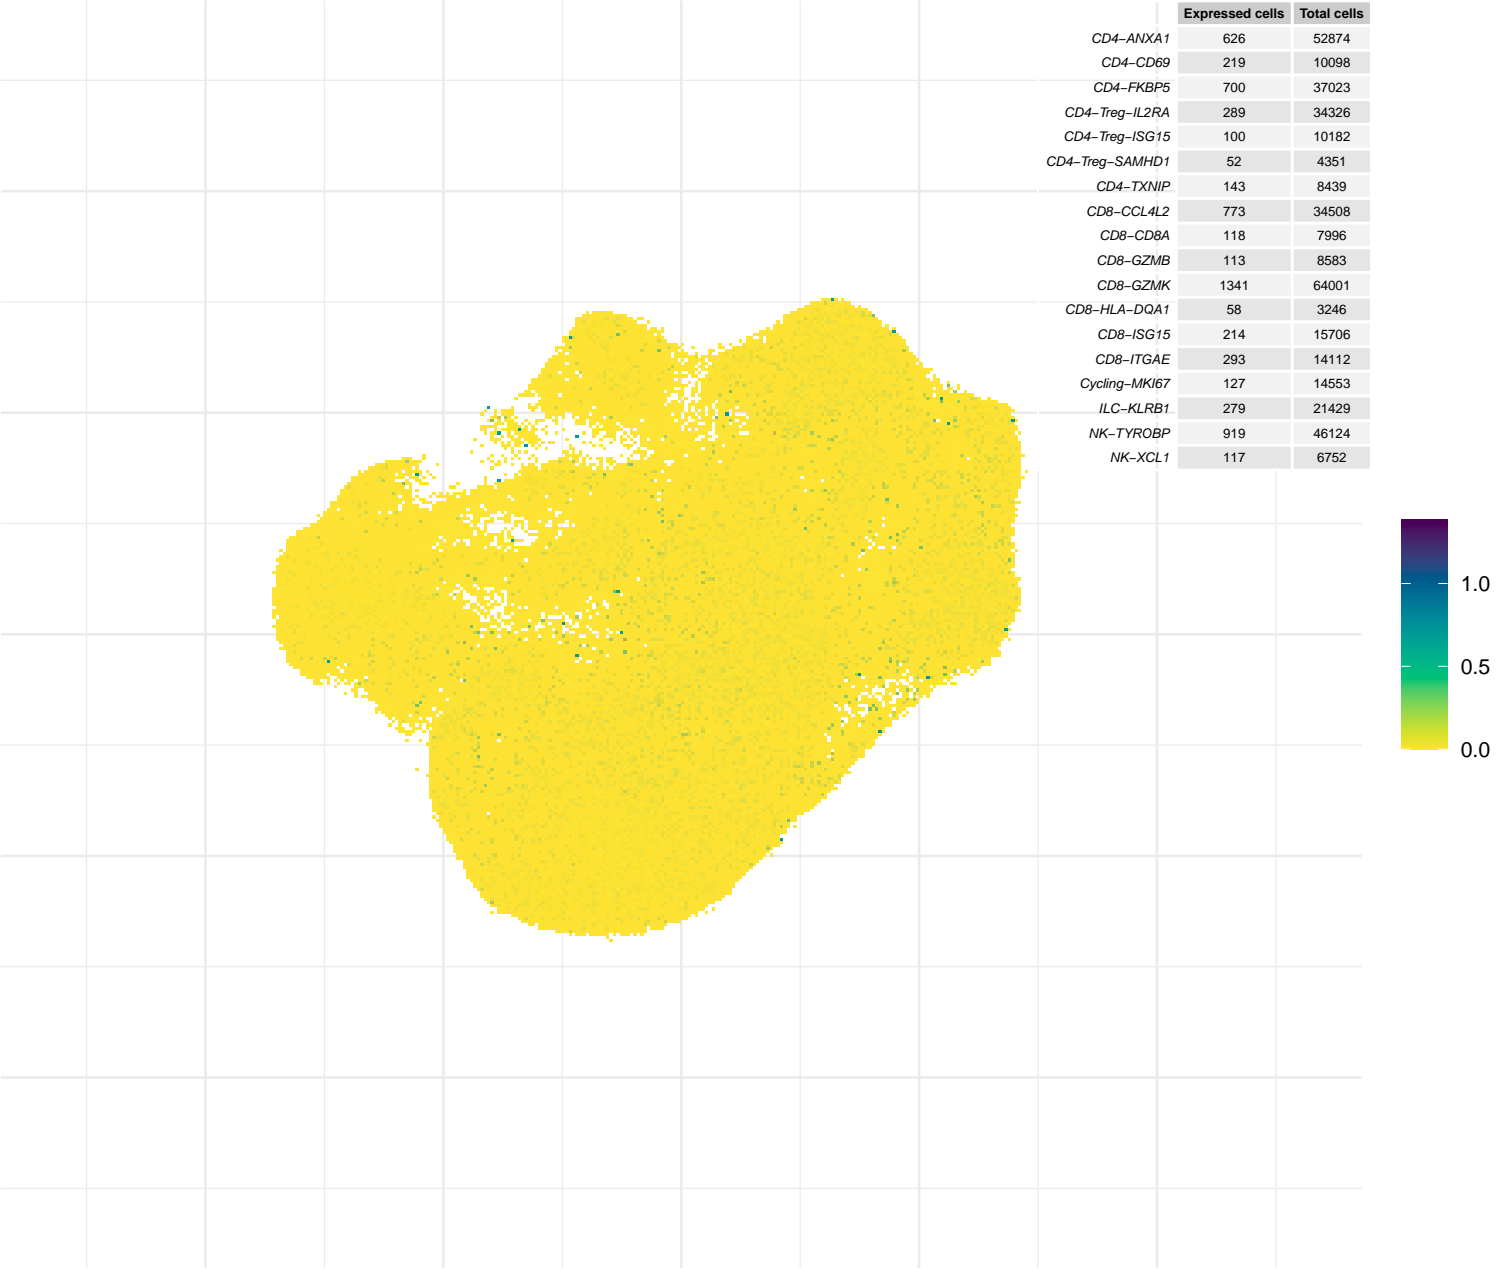 Expressed cells Total cells
CD4−ANXA1 626 52874
CD4−CD69 219 10098
CD4−FKBP5 700 37023
CD4−Treg−IL2RA 289 34326
CD4−Treg−ISG15 100 10182
CD4−Treg−SAMHD1 52 4351
CD4−TXNIP 143 8439
CD8−CCL4L2 773 34508
CD8−CD8A 118 7996
CD8−GZMB 113 8583
CD8−GZMK 1341 64001
CD8−HLA−DQA1 58 3246
CD8−ISG15 214 15706
CD8−ITGAE 293 14112
Cycling−MKI67 127 14553
ILC−KLRB1 279 21429
NK−TYROBP 919 46124
NK−XCL1 117 6752
1.0
0.5
0.0